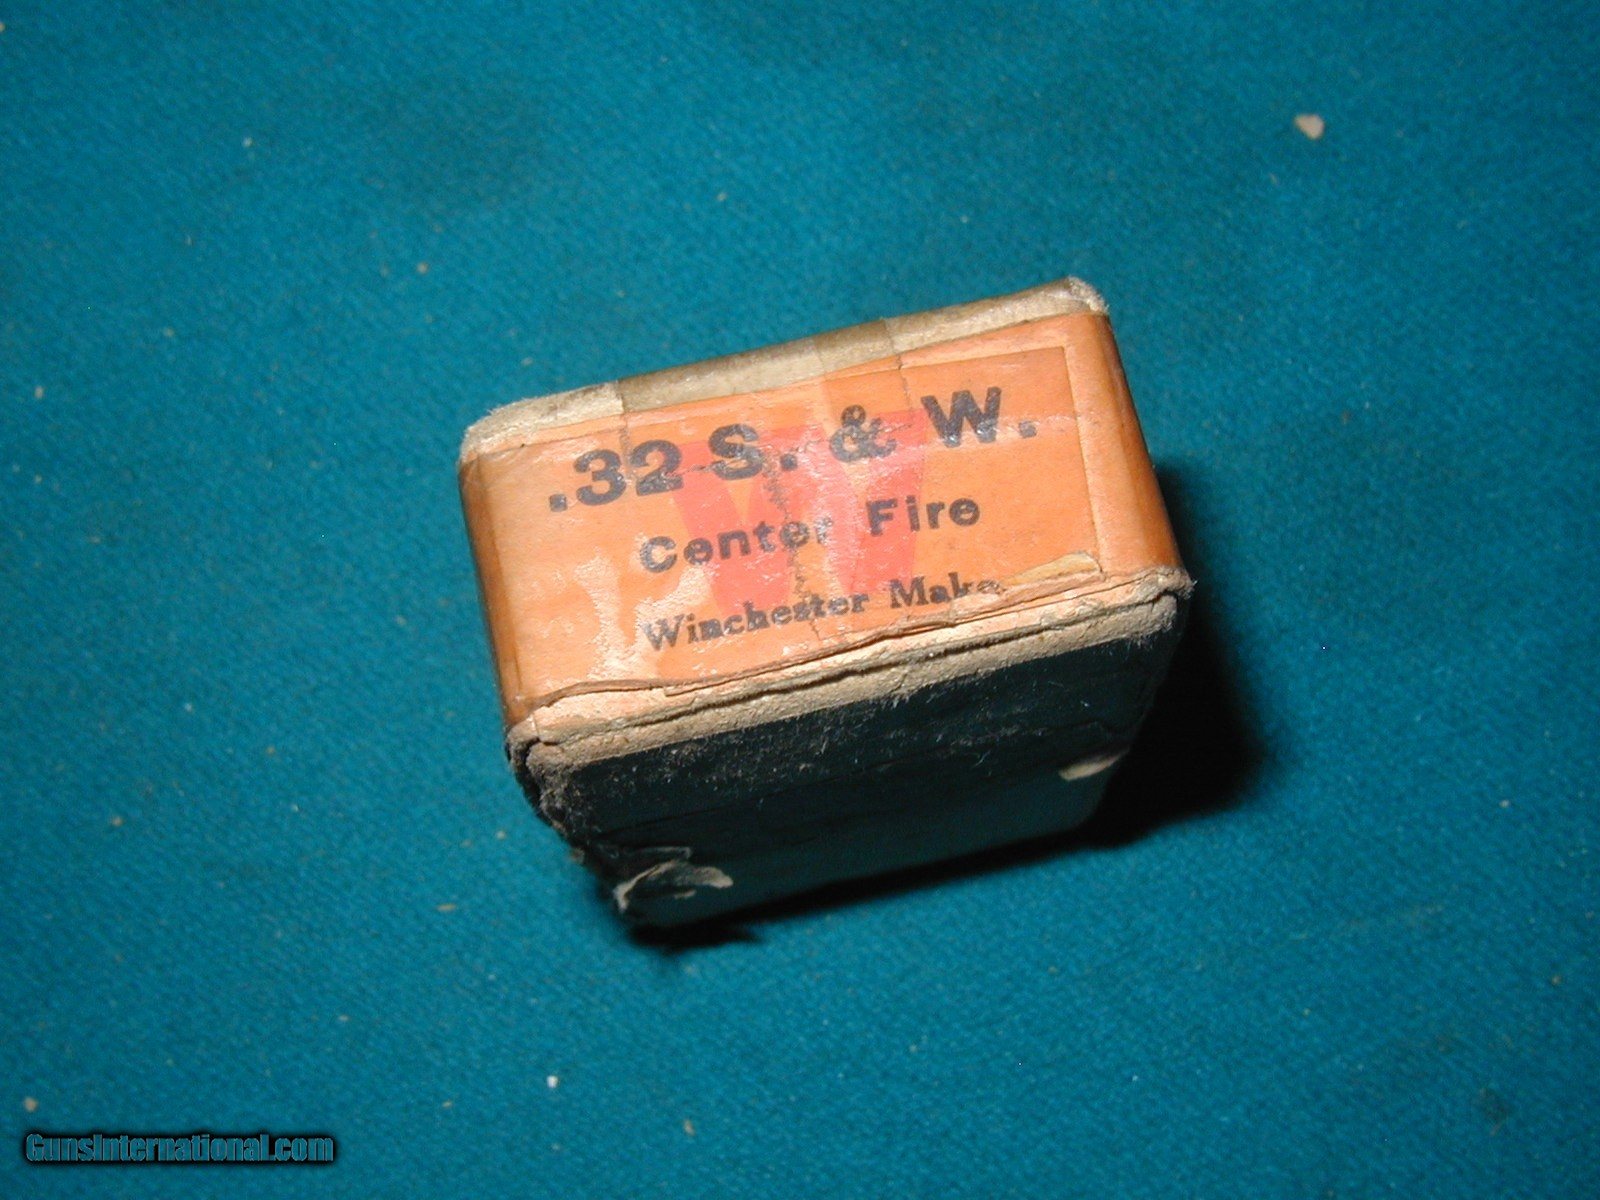 .32 S. & W.
Center Fire
Winchester Make
W
GunsInternational.com